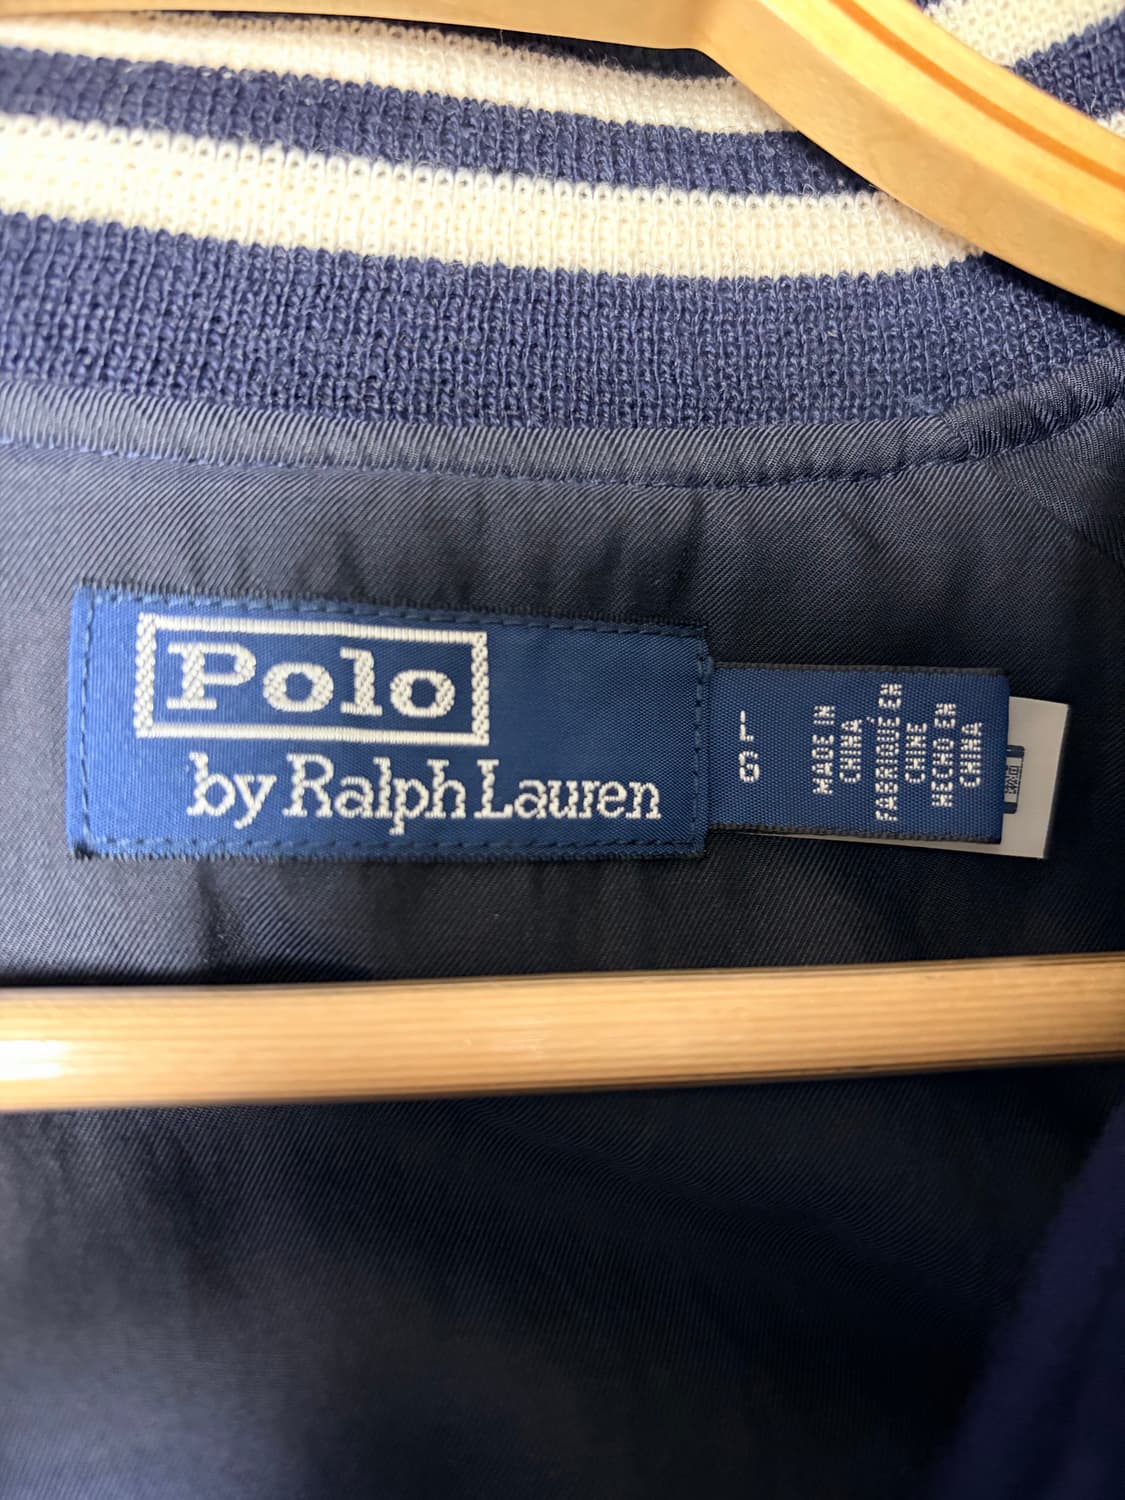 Polo
by Ralph Lauren
L
G
MADE IN
CHINA
FABRIQUÉ EN
CHINE
HECHO EN
CHINA